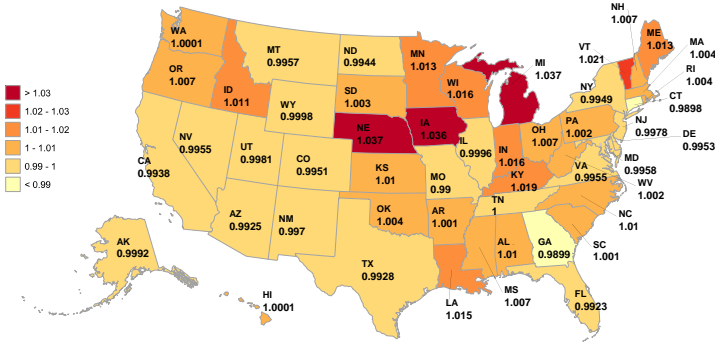 NH
1.007
WA
1.0001
ME
1.013
MA
1.004
MT
0.9957
ND
0.9944
MN
1.013
VT
1.021
RI
1.004
OR
1.007
MI
1.037
ID
1.011
SD
1.003
WI
1.016
NY
0.9949
CT
0.9898
> 1.03
1.02 - 1.03
1.01 - 1.02
1 - 1.01
0.99 - 1
< 0.99
WY
0.9998
NJ
0.9978
NE
1.037
IA
1.036
PA
1.002
OH
1.007
DE
0.9953
NV
0.9955
UT
0.9981
CO
0.9951
IL
0.9996
IN
1.016
MD
0.9958
CA
0.9938
KS
1.01
MO
0.99
KY
1.019
VA
0.9955
WV
1.002
AZ
0.9925
NM
0.997
OK
1.004
AR
1.001
TN
1
NC
1.01
AK
0.9992
AL
1.01
GA
0.9899
SC
1.001
TX
0.9928
HI
1.0001
LA
1.015
MS
1.007
FL
0.9923